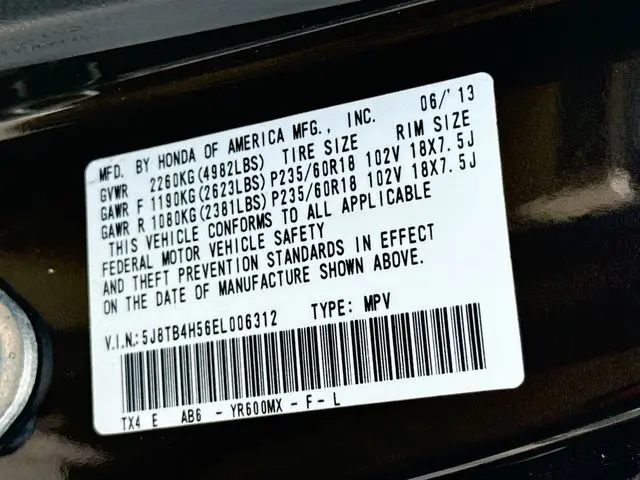 MFD. BY HONDA OF AMERICA MFG., INC. 06/'13
GVWR 2260KG(4982LBS) TIRE SIZE RIM SIZE
GAWR F 1190KG(2623LBS)P235/60R18 102V 18X7.5J
GAWR R 1080KG(2381LBS)P235/60R18 102V 18X7.5J
THIS VEHICLE CONFORMS TO ALL APPLICABLE
FEDERAL MOTOR VEHICLE SAFETY
AND THEFT PREVENTION STANDARDS IN EFFECT
ON THE DATE OF MANUFACTURE SHOWN ABOVE.
V.I.N.:5J8TB4H56EL006312 TYPE: MPV
TX4 E AB6 - YR600MX - F - L